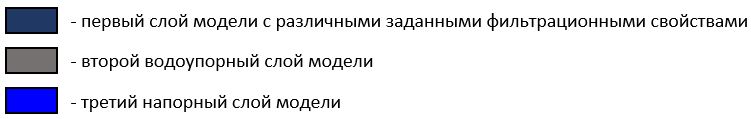 - первый слой модели с различными заданными фильтрационными свойствами
- второй водоупорный слой модели
- третий напорный слой модели